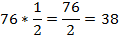 76 * 1/2 = 76/2 = 38